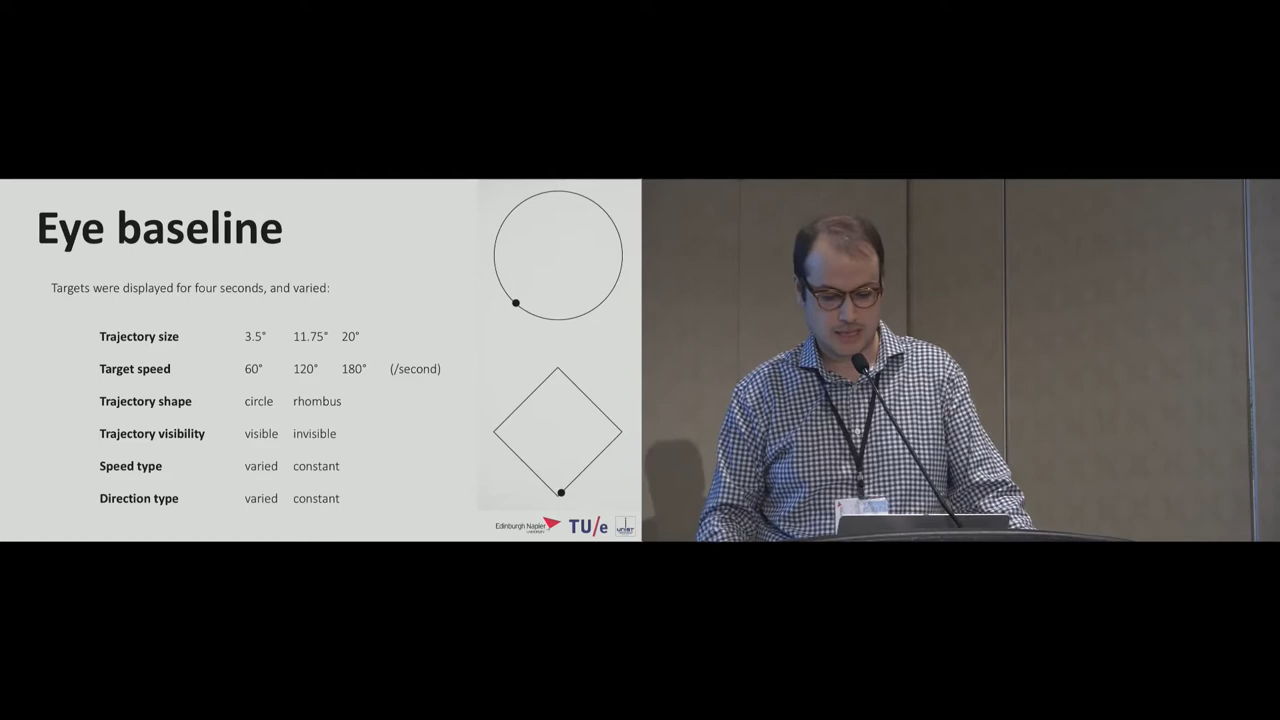 Eye baseline
Targets were displayed for four seconds, and varied:
Trajectory size 3.5° 11.75° 20°
Target speed 60° 120° 180° (/second)
Trajectory shape circle rhombus
Trajectory visibility visible invisible
Speed type varied constant
Direction type varied constant
Edinburgh Napier
UNIVERSITY
TU/e
UNIST